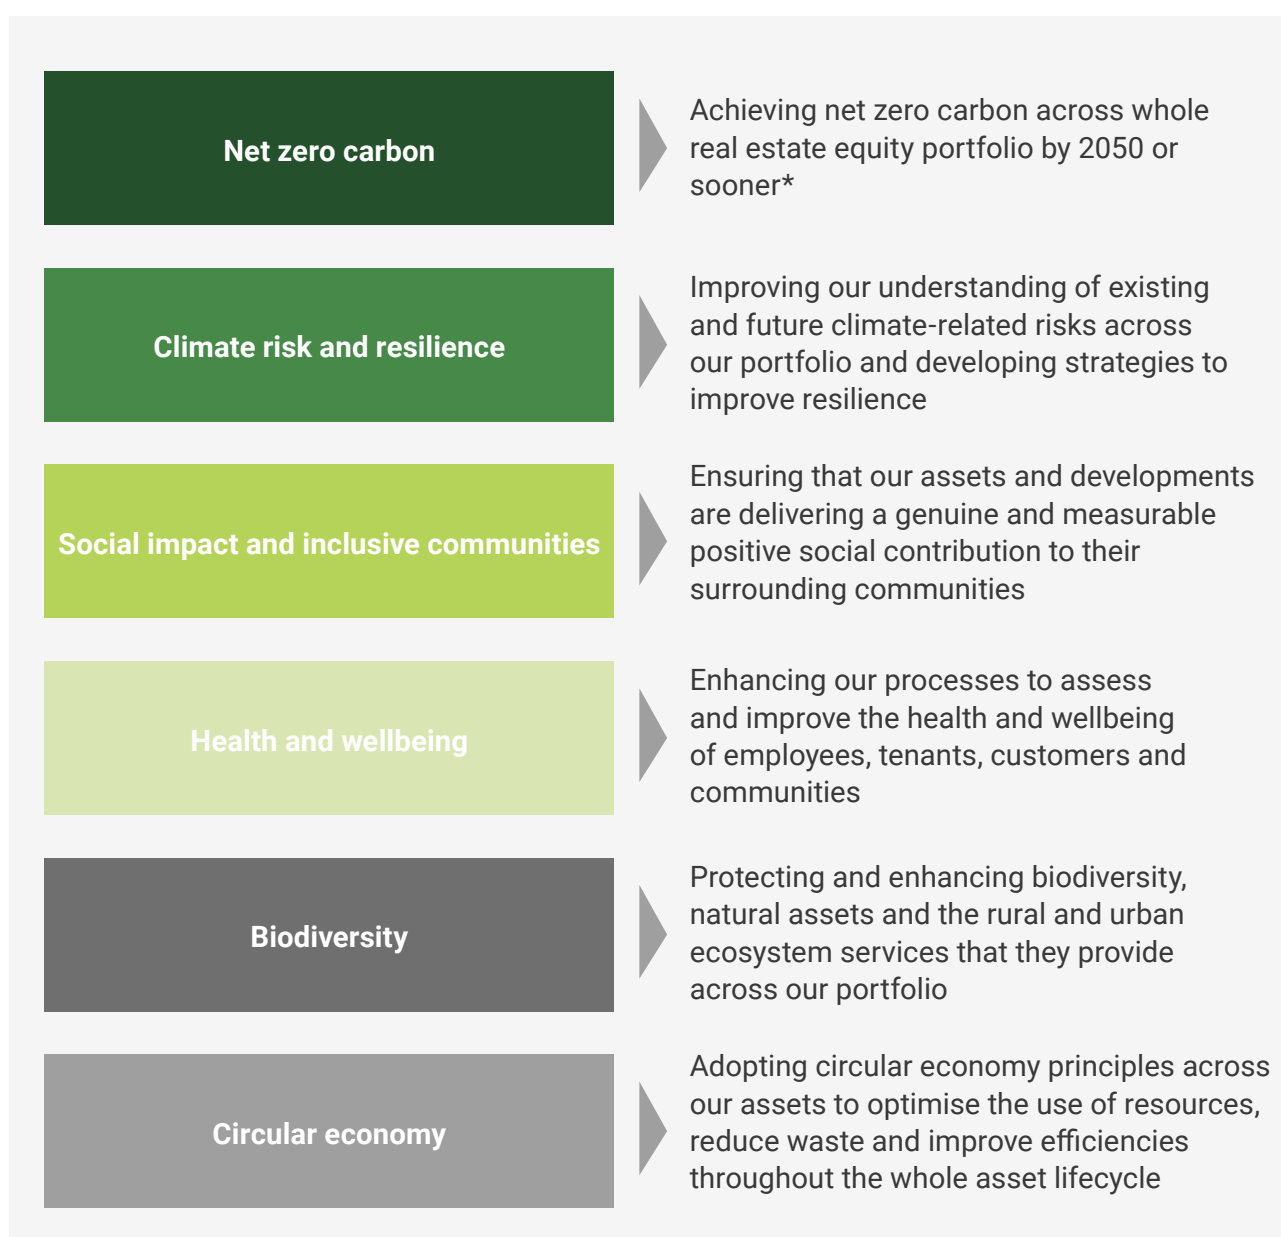 Net zero carbon
Achieving net zero carbon across whole
real estate equity portfolio by 2050 or
sooner*
Climate risk and resilience
Improving our understanding of existing
and future climate-related risks across
our portfolio and developing strategies to
improve resilience
Social impact and inclusive communities
Ensuring that our assets and developments
are delivering a genuine and measurable
positive social contribution to their
surrounding communities
Health and wellbeing
Enhancing our processes to assess
and improve the health and wellbeing
of employees, tenants, customers and
communities
Biodiversity
Protecting and enhancing biodiversity,
natural assets and the rural and urban
ecosystem services that they provide
across our portfolio
Circular economy
Adopting circular economy principles across
our assets to optimise the use of resources,
reduce waste and improve efficiencies
throughout the whole asset lifecycle